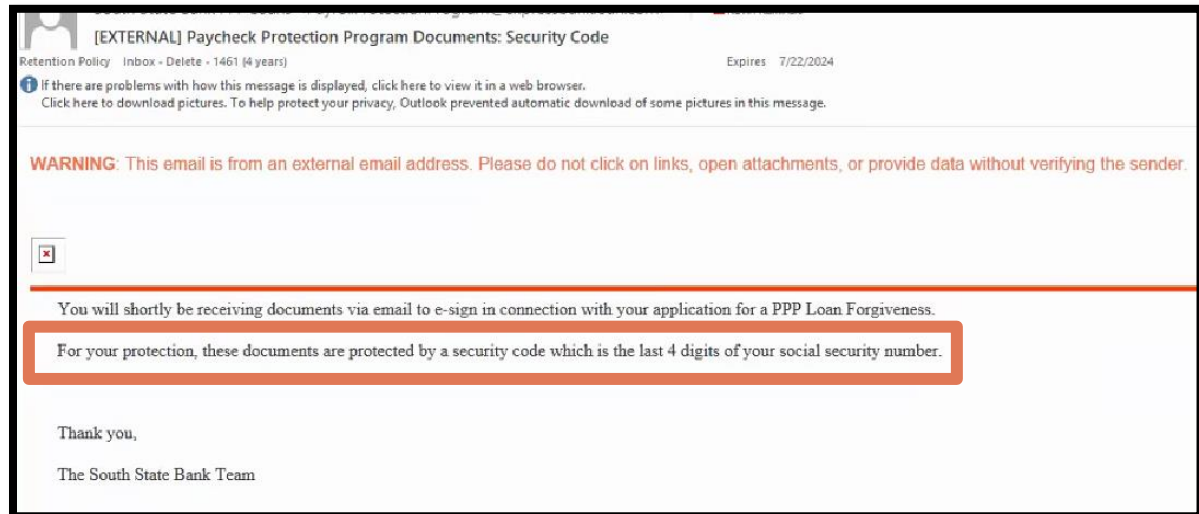 [EXTERNAL] Paycheck Protection Program Documents: Security Code
Retention Policy Inbox - Delete - 1461 (4 years) Expires 7/22/2024
If there are problems with how this message is displayed, click here to view it in a web browser.
Click here to download pictures. To help protect your privacy, Outlook prevented automatic download of some pictures in this message.
WARNING: This email is from an external email address. Please do not click on links, open attachments, or provide data without verifying the sender.
You will shortly be receiving documents via email to e-sign in connection with your application for a PPP Loan Forgiveness.
For your protection, these documents are protected by a security code which is the last 4 digits of your social security number.
Thank you,
The South State Bank Team